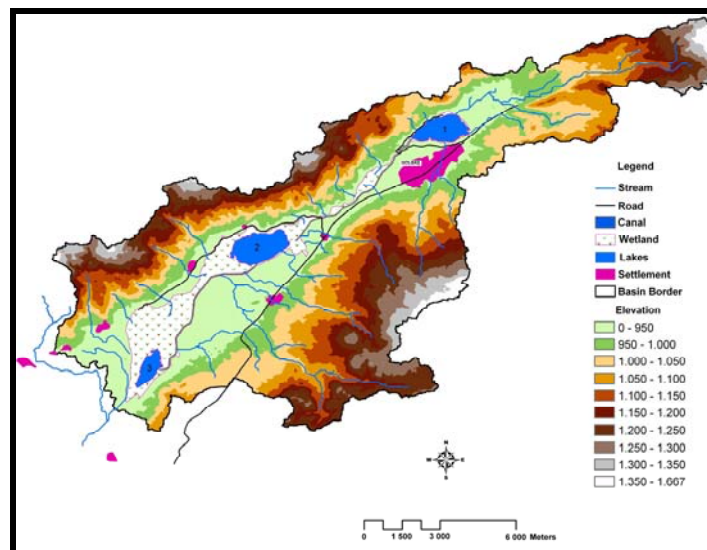 1
2
3
Legend
Stream
Road
Canal
Wetland
Lakes
Settlement
Basin Border
Elevation
0 - 950
950 - 1.000
1.000 - 1.050
1.050 - 1.100
1.100 - 1.150
1.150 - 1.200
1.200 - 1.250
1.250 - 1.300
1.300 - 1.350
1.350 - 1.667
N
W E
S
0 1 500 3 000 6 000 Meters